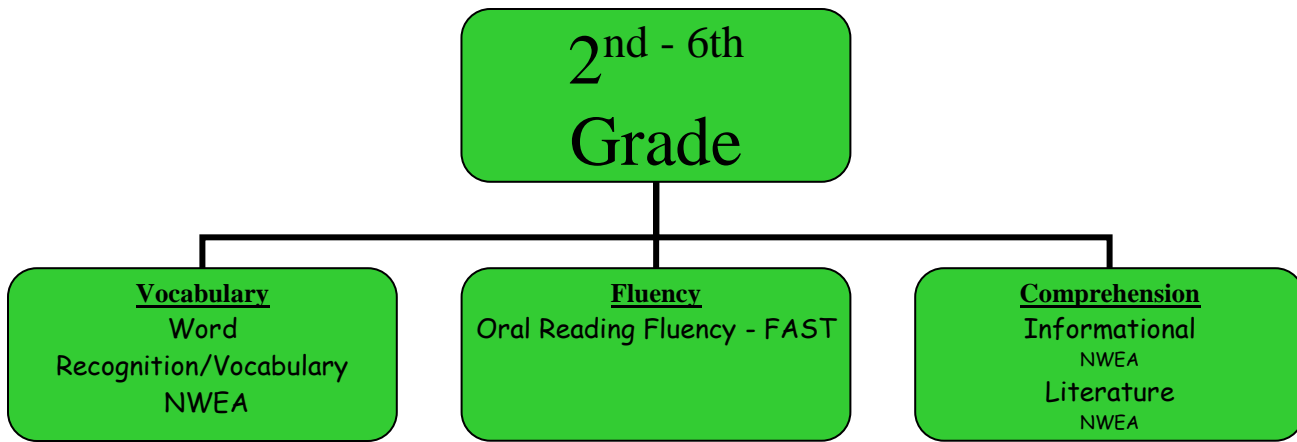 2nd - 6th
Grade
Vocabulary
Word
Recognition/Vocabulary
NWEA
Fluency
Oral Reading Fluency - FAST
Comprehension
Informational
NWEA
Literature
NWEA